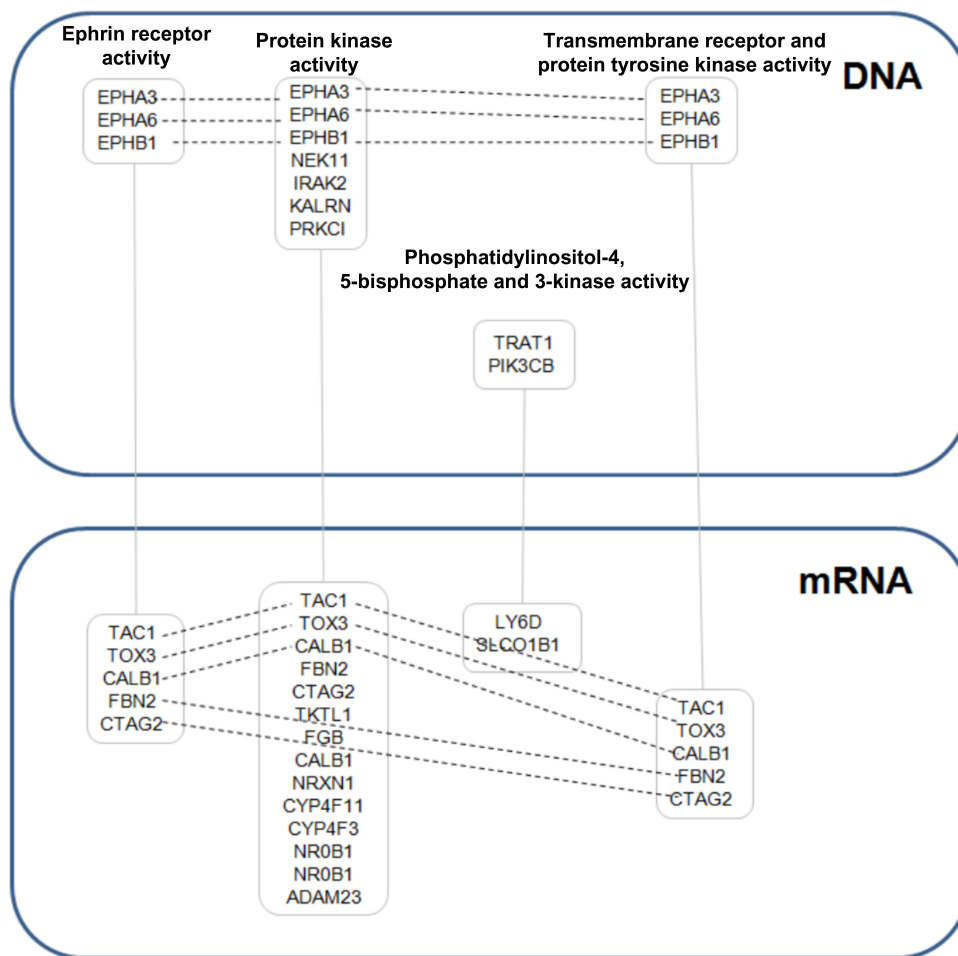 Ephrin receptor
activity
Protein kinase
activity
Transmembrane receptor and
protein tyrosine kinase activity
DNA
EPHA3
EPHA6
EPHB1
EPHA3
EPHA6
EPHB1
NEK11
IRAK2
KALRN
PRKCI
EPHA3
EPHA6
EPHB1
Phosphatidylinositol-4,
5-bisphosphate and 3-kinase activity
TRAT1
PIK3CB
mRNA
TAC1
TOX3
CALB1
FBN2
CTAG2
TAC1
TOX3
CALB1
FBN2
CTAG2
TKTL1
FGB
CALB1
NRXN1
CYP4F11
CYP4F3
NR0B1
NR0B1
ADAM23
LY6D
SLCO1B1
TAC1
TOX3
CALB1
FBN2
CTAG2